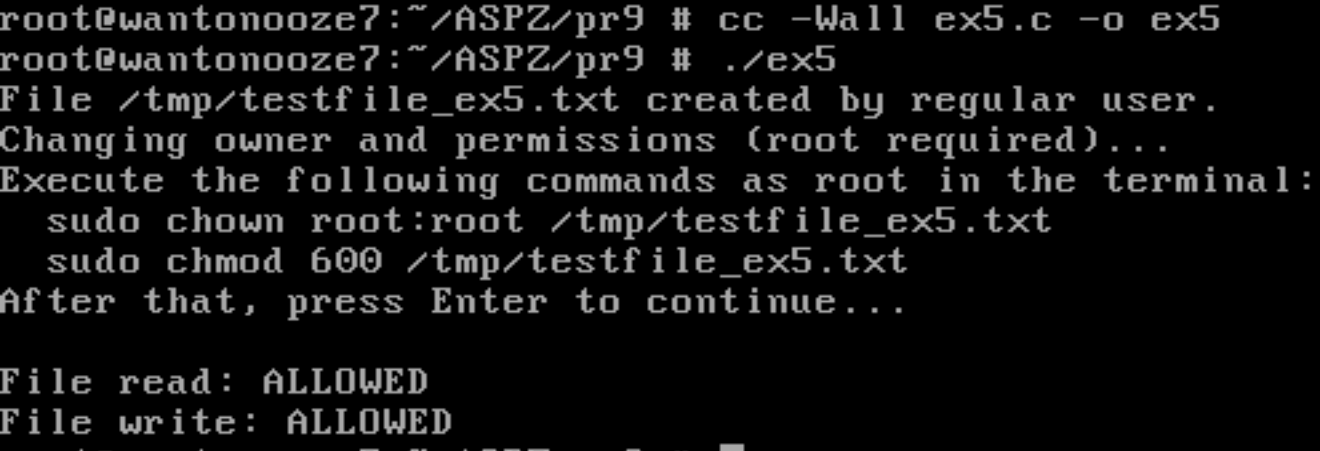 root@wantonooze7:~/ASPZ/pr9 # cc -Wall ex5.c -o ex5
root@wantonooze7:~/ASPZ/pr9 # ./ex5
File /tmp/testfile_ex5.txt created by regular user.
Changing owner and permissions (root required)...
Execute the following commands as root in the terminal:
  sudo chown root:root /tmp/testfile_ex5.txt
  sudo chmod 600 /tmp/testfile_ex5.txt
After that, press Enter to continue...

File read: ALLOWED
File write: ALLOWED